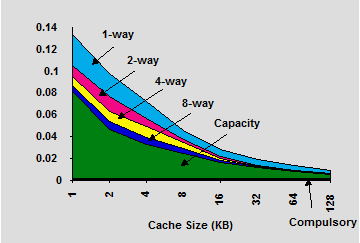 0.14
0.12
0.1
0.08
0.06
0.04
0.02
0
1-way
2-way
4-way
8-way
Capacity
1
2
4
8
16
32
64
128
Cache Size (KB)
Compulsory